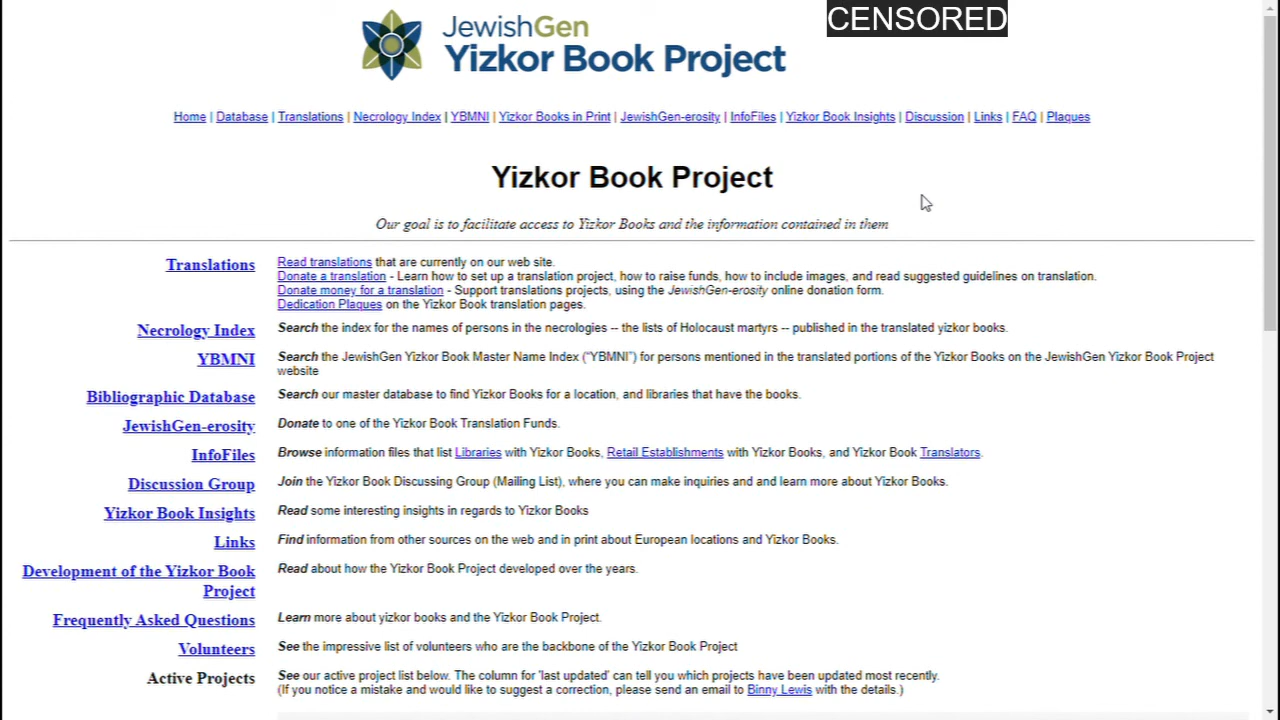 CENSORED
JewishGen
Yizkor Book Project
Home | Database | Translations | Necrology Index | YBMNI | Yizkor Books in Print | JewishGen-erosity | InfoFiles | Yizkor Book Insights | Discussion | Links | FAQ | Plaques
Yizkor Book Project
Our goal is to facilitate access to Yizkor Books and the information contained in them
Translations Read translations that are currently on our web site.
Donate a translation - Learn how to set up a translation project, how to raise funds, how to include images, and read suggested guidelines on translation.
Donate money for a translation - Support translations projects, using the JewishGen-erosity online donation form.
Dedication Plaques on the Yizkor Book translation pages.
Necrology Index Search the index for the names of persons in the necrologies -- the lists of Holocaust martyrs -- published in the translated yizkor books.
YBMNI Search the JewishGen Yizkor Book Master Name Index (“YBMNI”) for persons mentioned in the translated portions of the Yizkor Books on the JewishGen Yizkor Book Project
website
Bibliographic Database Search our master database to find Yizkor Books for a location, and libraries that have the books.
JewishGen-erosity Donate to one of the Yizkor Book Translation Funds.
InfoFiles Browse information files that list Libraries with Yizkor Books, Retail Establishments with Yizkor Books, and Yizkor Book Translators.
Discussion Group Join the Yizkor Book Discussing Group (Mailing List), where you can make inquiries and and learn more about Yizkor Books.
Yizkor Book Insights Read some interesting insights in regards to Yizkor Books
Links Find information from other sources on the web and in print about European locations and Yizkor Books.
Development of the Yizkor Book Read about how the Yizkor Book Project developed over the years.
Project
Frequently Asked Questions Learn more about yizkor books and the Yizkor Book Project.
Volunteers See the impressive list of volunteers who are the backbone of the Yizkor Book Project
Active Projects See our active project list below. The column for 'last updated' can tell you which projects have been updated most recently.
(If you notice a mistake and would like to suggest a correction, please send an email to Binny Lewis with the details.)